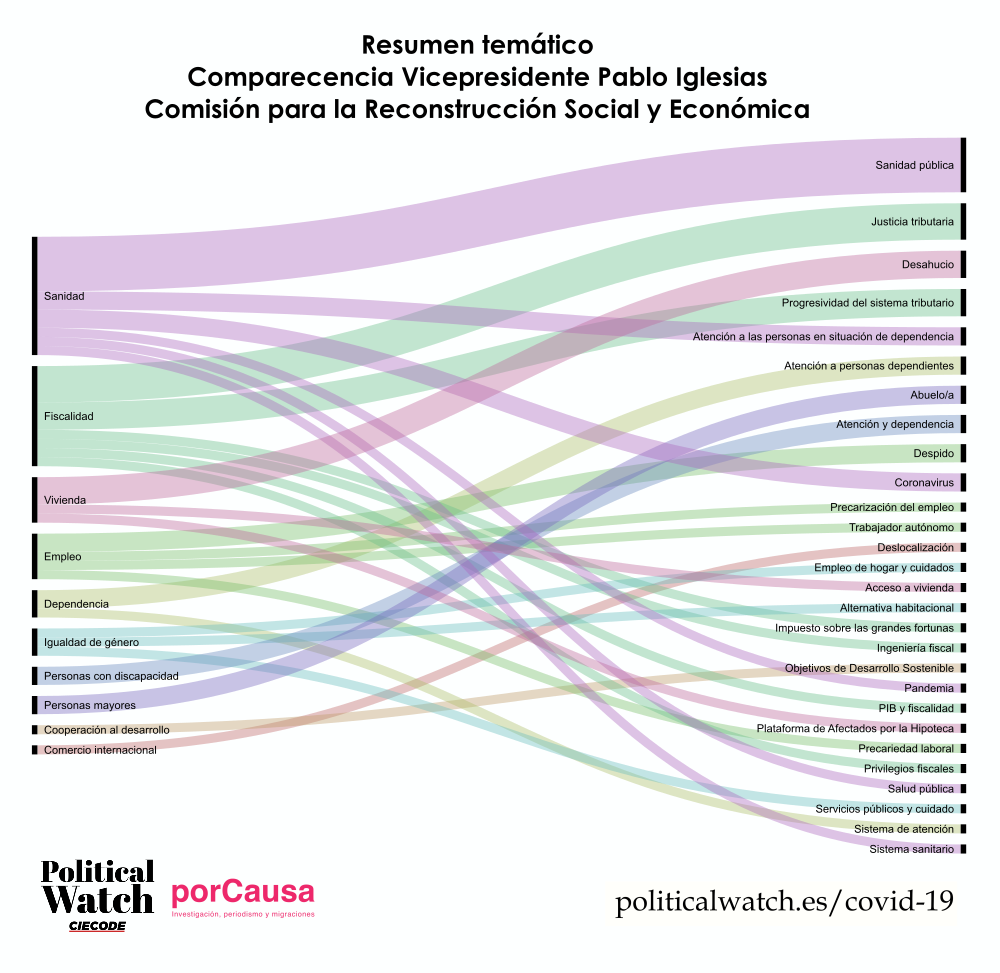 Resumen temático
Comparecencia Vicepresidente Pablo Iglesias
Comisión para la Reconstrucción Social y Económica
Sanidad
Fiscalidad
Vivienda
Empleo
Dependencia
Igualdad de género
Personas con discapacidad
Personas mayores
Cooperación al desarrollo
Comercio internacional
Sanidad pública
Justicia tributaria
Desahucio
Progresividad del sistema tributario
Atención a las personas en situación de dependencia
Atención a personas dependientes
Abuelo/a
Atención y dependencia
Despido
Coronavirus
Precarización del empleo
Trabajador autónomo
Deslocalización
Empleo de hogar y cuidados
Acceso a vivienda
Alternativa habitacional
Impuesto sobre las grandes fortunas
Ingeniería fiscal
Objetivos de Desarrollo Sostenible
Pandemia
PIB y fiscalidad
Plataforma de Afectados por la Hipoteca
Precariedad laboral
Privilegios fiscales
Salud pública
Servicios públicos y cuidado
Sistema de atención
Sistema sanitario
Political
Watch
CIECODE
porCausa
Investigación, periodismo y migraciones
politicalwatch.es/covid-19